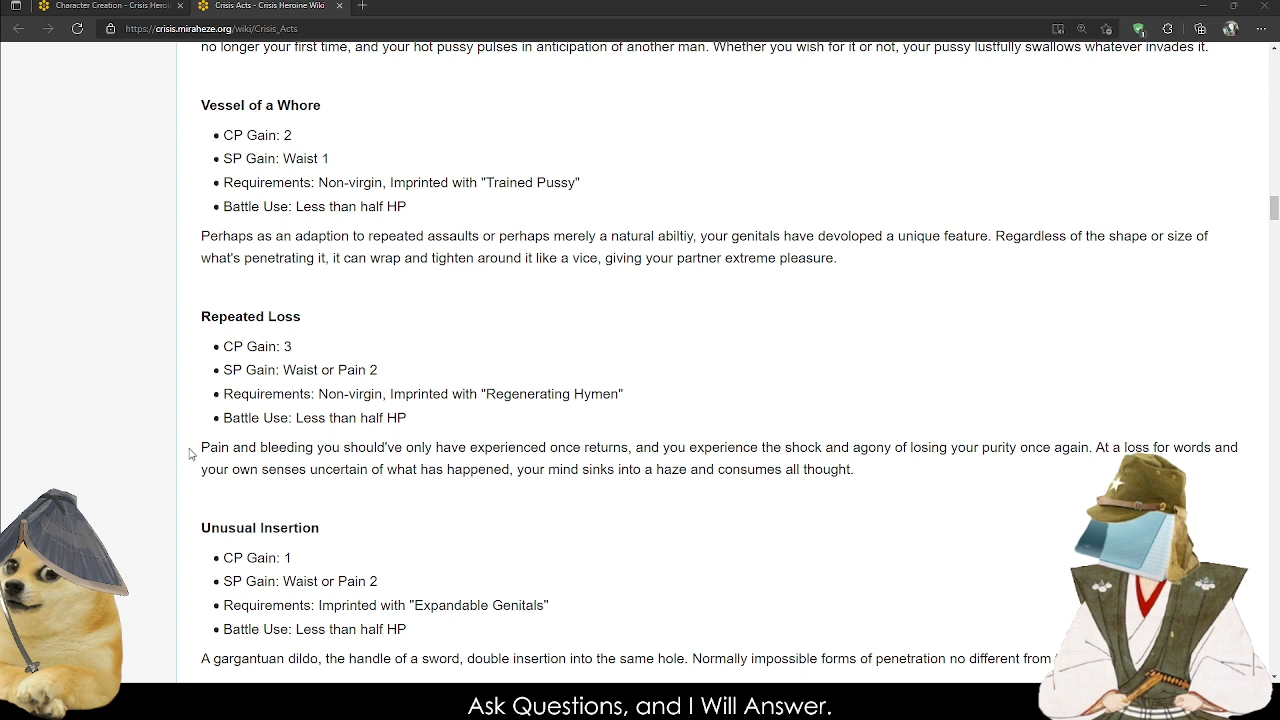 Character Creation - Crisis Heroi
Crisis Acts - Crisis Heroine Wiki
https://crisis.miraheze.org/wiki/Crisis_Acts
no longer your first time, and your hot pussy pulses in anticipation of another man. Whether you wish for it or not, your pussy lustfully swallows whatever invades it.
Vessel of a Whore
• CP Gain: 2
• SP Gain: Waist 1
• Requirements: Non-virgin, Imprinted with "Trained Pussy"
• Battle Use: Less than half HP
Perhaps as an adaption to repeated assaults or perhaps merely a natural abiltiy, your genitals have devoloped a unique feature. Regardless of the shape or size of
what's penetrating it, it can wrap and tighten around it like a vice, giving your partner extreme pleasure.
Repeated Loss
• CP Gain: 3
• SP Gain: Waist or Pain 2
• Requirements: Non-virgin, Imprinted with "Regenerating Hymen"
• Battle Use: Less than half HP
Pain and bleeding you should've only have experienced once returns, and you experience the shock and agony of losing your purity once again. At a loss for words and
your own senses uncertain of what has happened, your mind sinks into a haze and consumes all thought.
Unusual Insertion
• CP Gain: 1
• SP Gain: Waist or Pain 2
• Requirements: Imprinted with "Expandable Genitals"
• Battle Use: Less than half HP
A gargantuan dildo, the handle of a sword, double insertion into the same hole. Normally impossible forms of penetration no different from
Ask Questions, and I Will Answer.